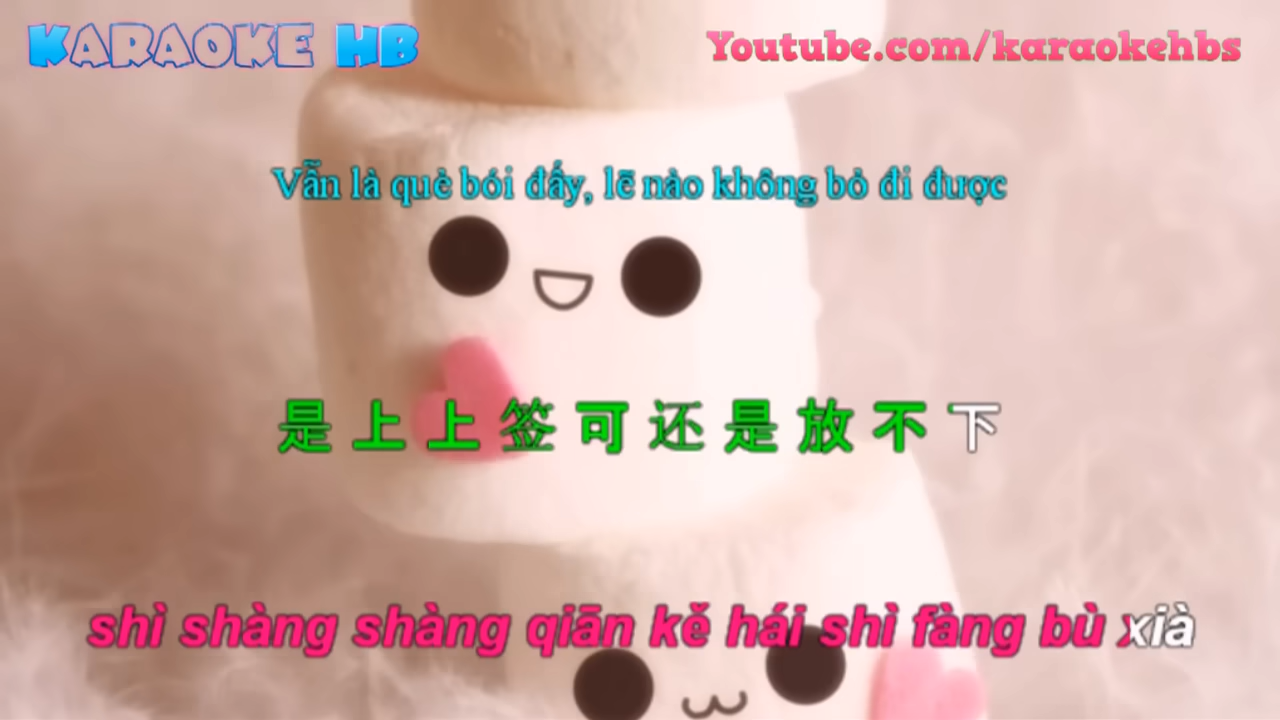 KARAOKE HB
Youtube.com/karaokehbs
Vẫn là quẻ bói đấy, lẽ nào không bỏ đi được
是上上签可还是放不下
shì shàng shàng qiān kě hái shì fàng bù xià